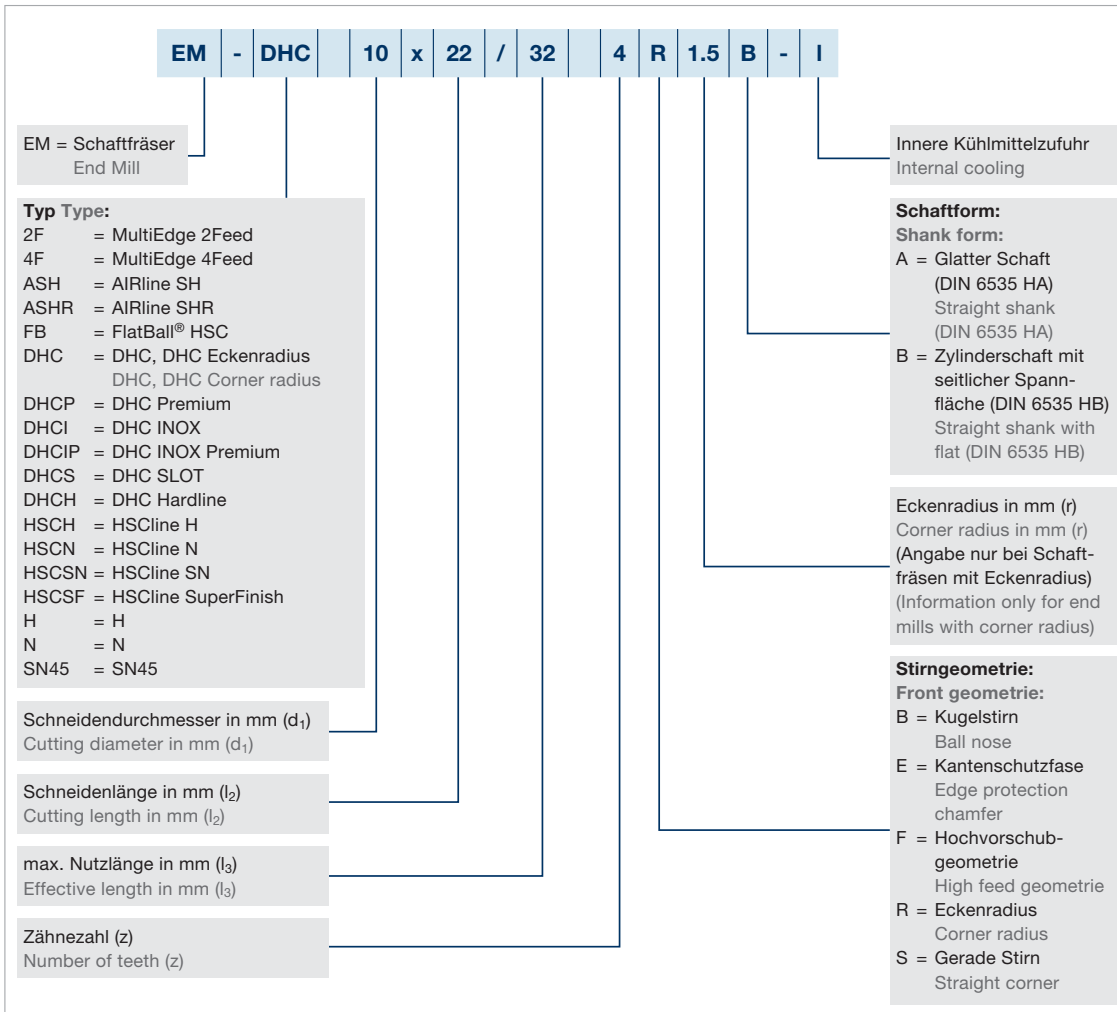 EM - DHC 10 x 22 / 32 4 R 1.5 B - I
EM = Schaftfräser
End Mill
Typ Type:
2F = MultiEdge 2Feed
4F = MultiEdge 4Feed
ASH = AIRline SH
ASHR = AIRline SHR
FB = FlatBall® HSC
DHC = DHC, DHC Eckenradius
DHC, DHC Corner radius
DHCP = DHC Premium
DHCI = DHC INOX
DHCIP = DHC INOX Premium
DHCS = DHC SLOT
DHCH = DHC Hardline
HSCH = HSCline H
HSCN = HSCline N
HSCSN = HSCline SN
HSCSF = HSCline SuperFinish
H = H
N = N
SN45 = SN45
Schneidendurchmesser in mm (d₁)
Cutting diameter in mm (d₁)
Schneidenlänge in mm (l₂)
Cutting length in mm (l₂)
max. Nutzlänge in mm (l₃)
Effective length in mm (l₃)
Zähnezahl (z)
Number of teeth (z)
Innere Kühlmittelzufuhr
Internal cooling
Schaftform:
Shank form:
A = Glatter Schaft
(DIN 6535 HA)
Straight shank
(DIN 6535 HA)
B = Zylinderschaft mit
seitlicher Spann-
fläche (DIN 6535 HB)
Straight shank with
flat (DIN 6535 HB)
Eckenradius in mm (r)
Corner radius in mm (r)
(Angabe nur bei Schaft-
fräsen mit Eckenradius)
(Information only for end
mills with corner radius)
Stirngeometrie:
Front geometrie:
B = Kugelstirn
Ball nose
E = Kantenschutzfase
Edge protection
chamfer
F = Hochvorschub-
geometrie
High feed geometrie
R = Eckenradius
Corner radius
S = Gerade Stirn
Straight corner